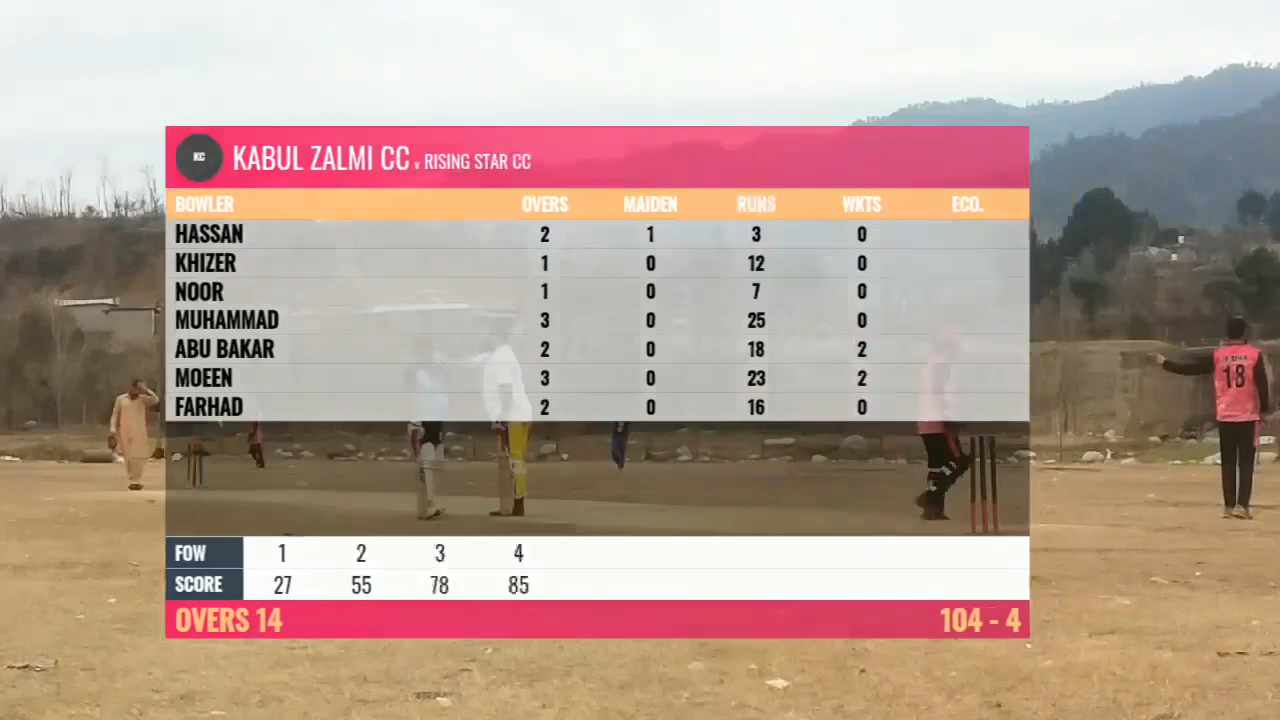 KC KABUL ZALMI CC v RISING STAR CC
BOWLER OVERS MAIDEN RUNS WKTS ECO.
HASSAN 2 1 3 0
KHIZER 1 0 12 0
NOOR 1 0 7 0
MUHAMMAD 3 0 25 0
ABU BAKAR 2 0 18 2
MOEEN 3 0 23 2
FARHAD 2 0 16 0
18
FOW 1 2 3 4
SCORE 27 55 78 85
OVERS 14 104 - 4